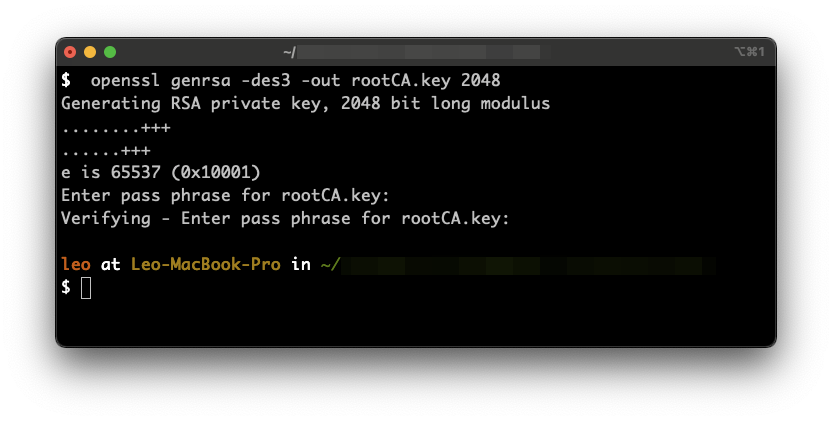 ~/
⌥⌘1
$ openssl genrsa -des3 -out rootCA.key 2048
Generating RSA private key, 2048 bit long modulus
........+++
......+++
e is 65537 (0x10001)
Enter pass phrase for rootCA.key:
Verifying - Enter pass phrase for rootCA.key:
leo at Leo-MacBook-Pro in ~/
$